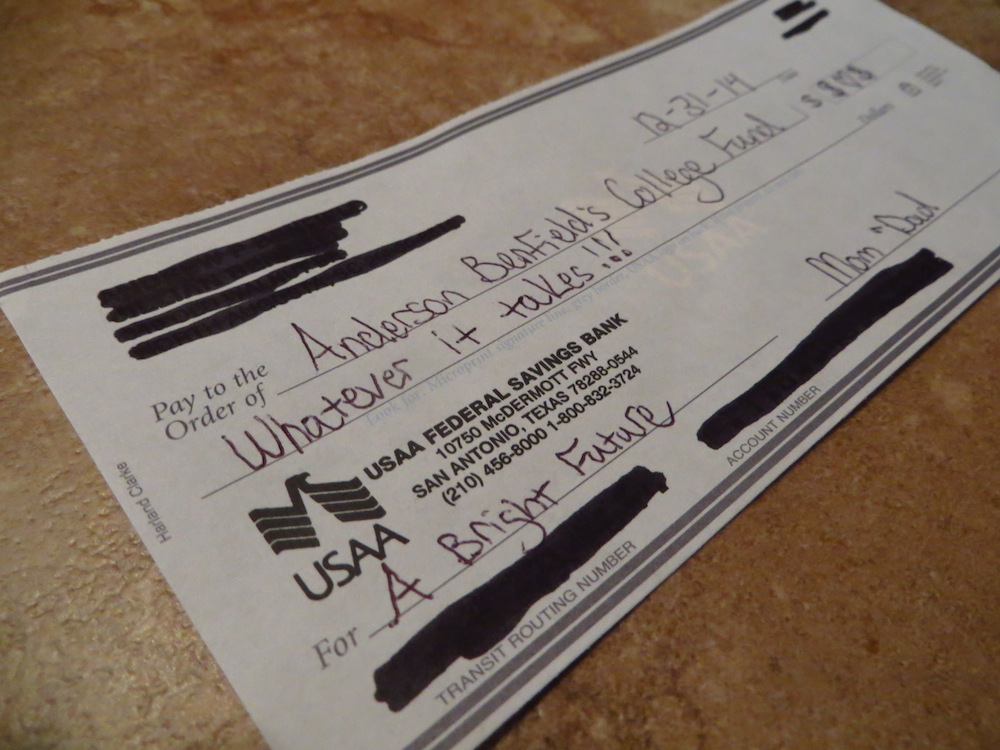 12-31-14
Pay to the
Order of Anderson Benfield's College Fund $ $$$$
Whatever it takes!!! Dollars
USAA FEDERAL SAVINGS BANK
10750 McDERMOTT FWY
SAN ANTONIO, TEXAS 78288-0544
(210) 456-8000 1-800-832-3724
USAA
Harland Clarke
For A Bright Future
Mom " Dad
TRANSIT ROUTING NUMBER
ACCOUNT NUMBER
USAA